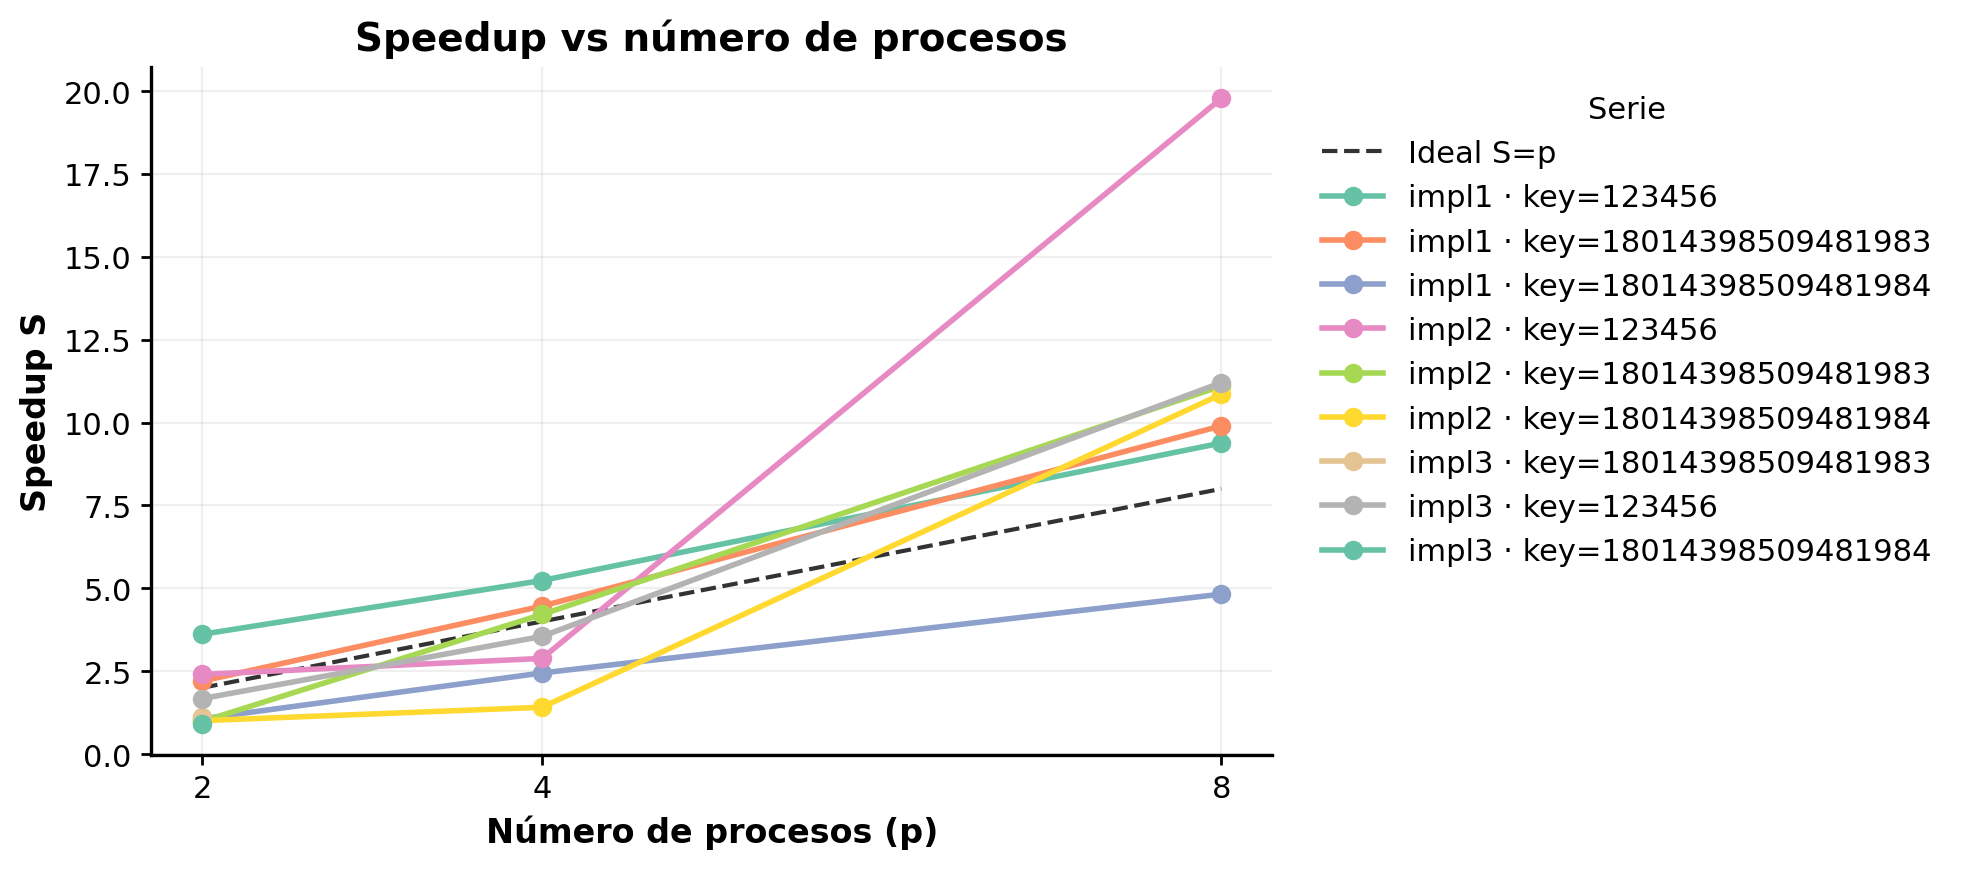 Speedup vs número de procesos
Speedup S
20.0
17.5
15.0
12.5
10.0
7.5
5.0
2.5
0.0
2
4
8
Número de procesos (p)
Serie
Ideal S=p
impl1 · key=123456
impl1 · key=18014398509481983
impl1 · key=18014398509481984
impl2 · key=123456
impl2 · key=18014398509481983
impl2 · key=18014398509481984
impl3 · key=18014398509481983
impl3 · key=123456
impl3 · key=18014398509481984